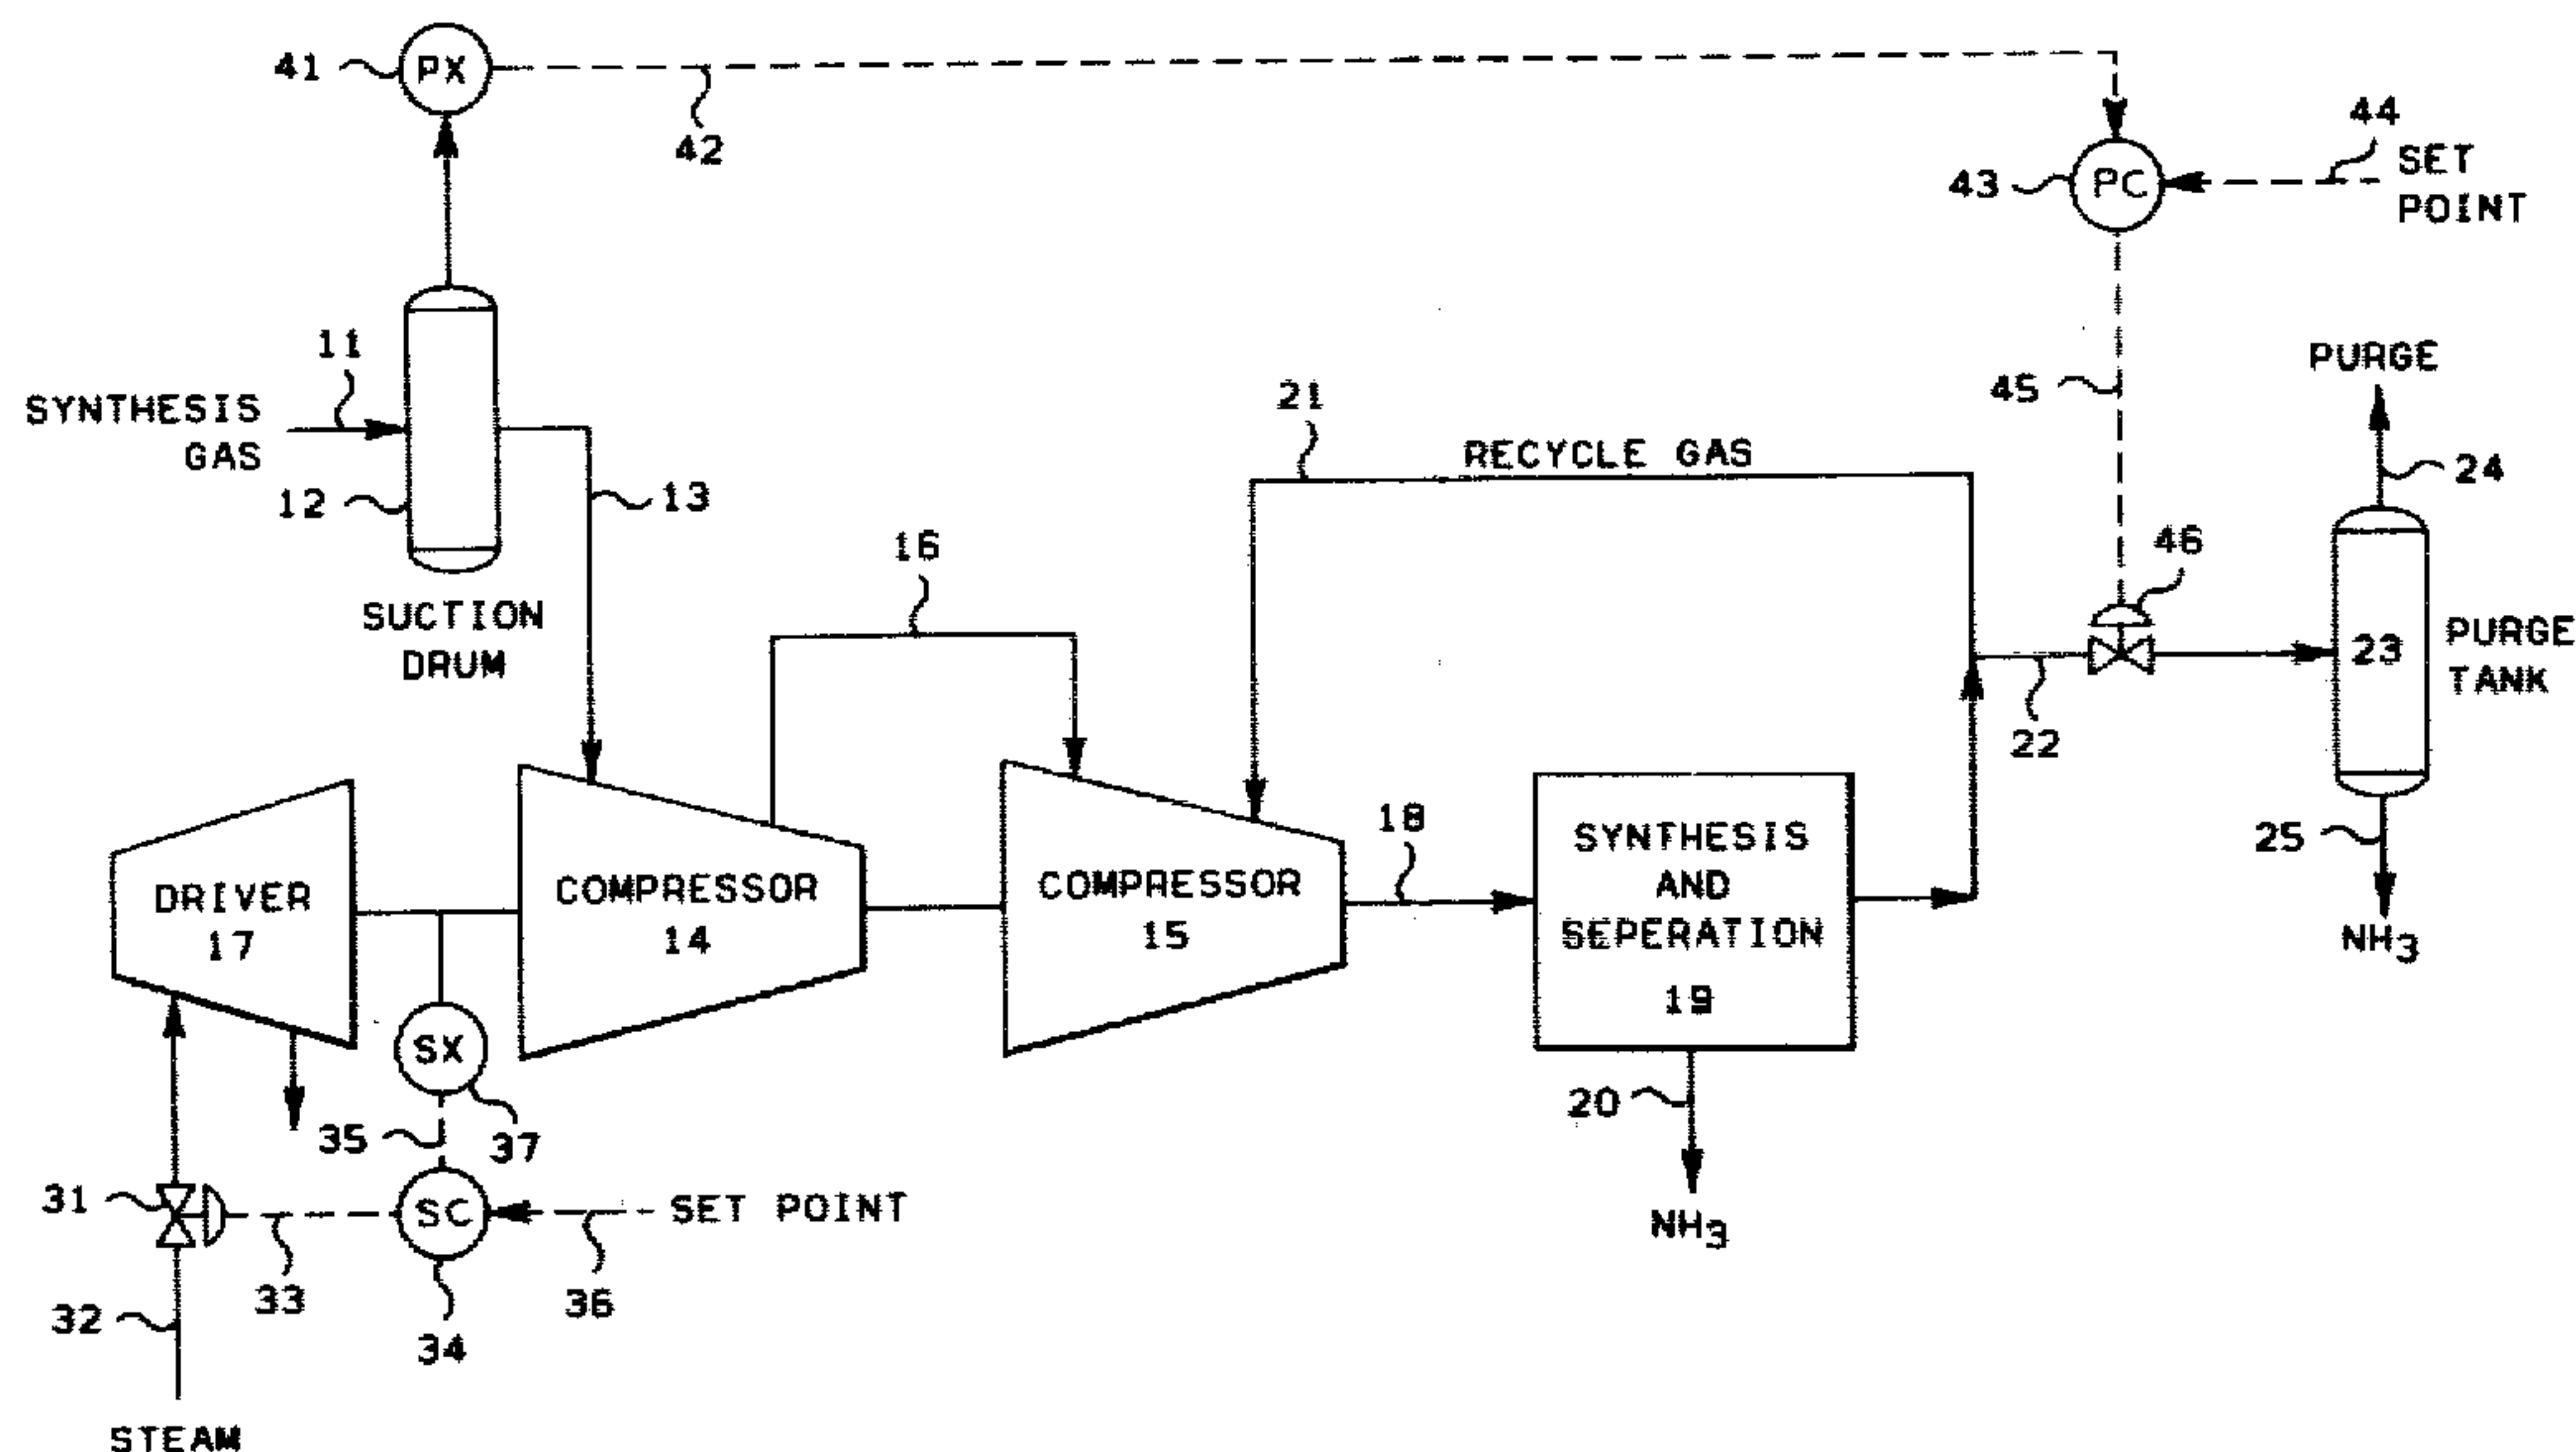 41
PX
42
44
SET
POINT
43
PC
11
SYNTHESIS
GAS
12
13
SUCTION
DRUM
16
21
RECYCLE GAS
45
46
PURGE
24
23
PURGE
TANK
22
25
NH3
DRIVER
17
COMPRESSOR
14
COMPRESSOR
15
18
SYNTHESIS
AND
SEPERATION
19
20
NH3
SX
37
35
31
33
SC
34
36
SET POINT
32
STEAM